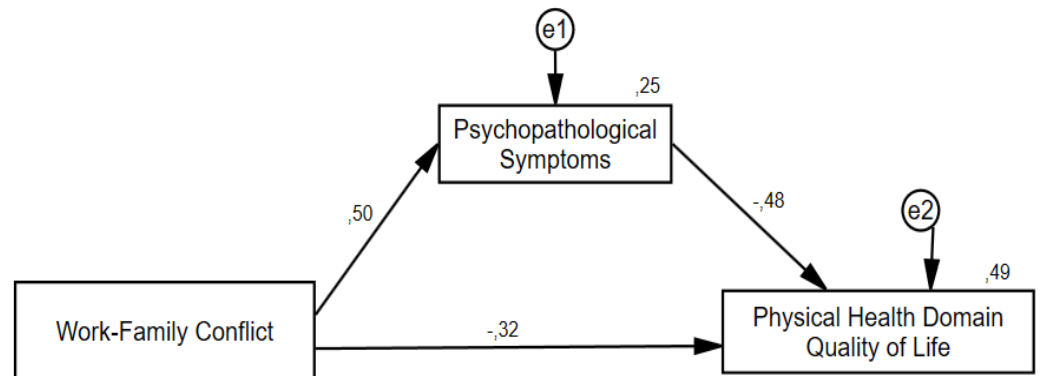 e1
,25
Psychopathological
Symptoms
,50
-,48
e2
,49
Work-Family Conflict
-,32
Physical Health Domain
Quality of Life